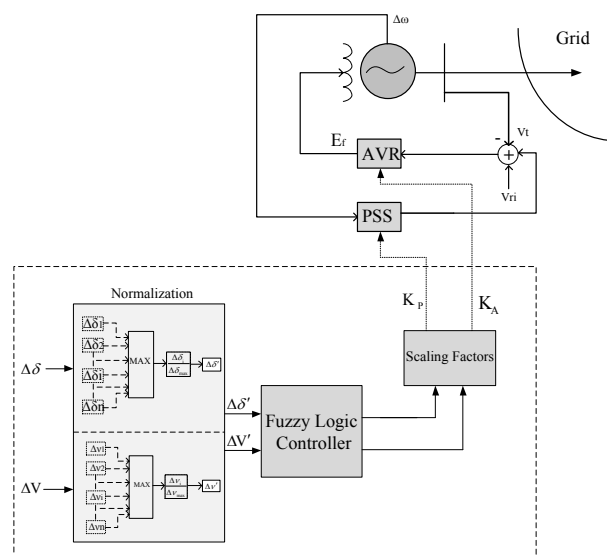 Δω
Grid
Vt
-
E_f
AVR
+
V_ri
PSS
K_P
K_A
Normalization
Δδ1
Δδ2
Δδi
Δδn
MAX
Δδ_i
Δδ_max
Δδ'
Δδ
Scaling Factors
Δδ'
Fuzzy Logic
Controller
ΔV'
Δv1
Δv2
Δvi
Δvn
MAX
Δv_i
Δv_max
Δv'
ΔV